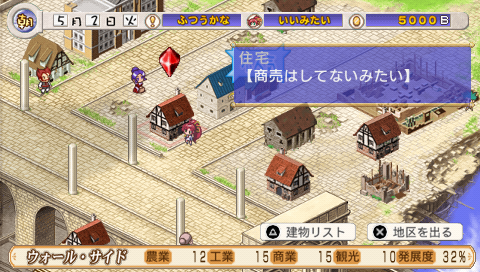 朝 5月 2日 火 ふつうかな いいみたい 5000B
住宅
【商売はしてないみたい】
△ 建物リスト × 地区を出る
ウォール・サイド 農業 12 工業 15 商業 15 観光 10 発展度 32%